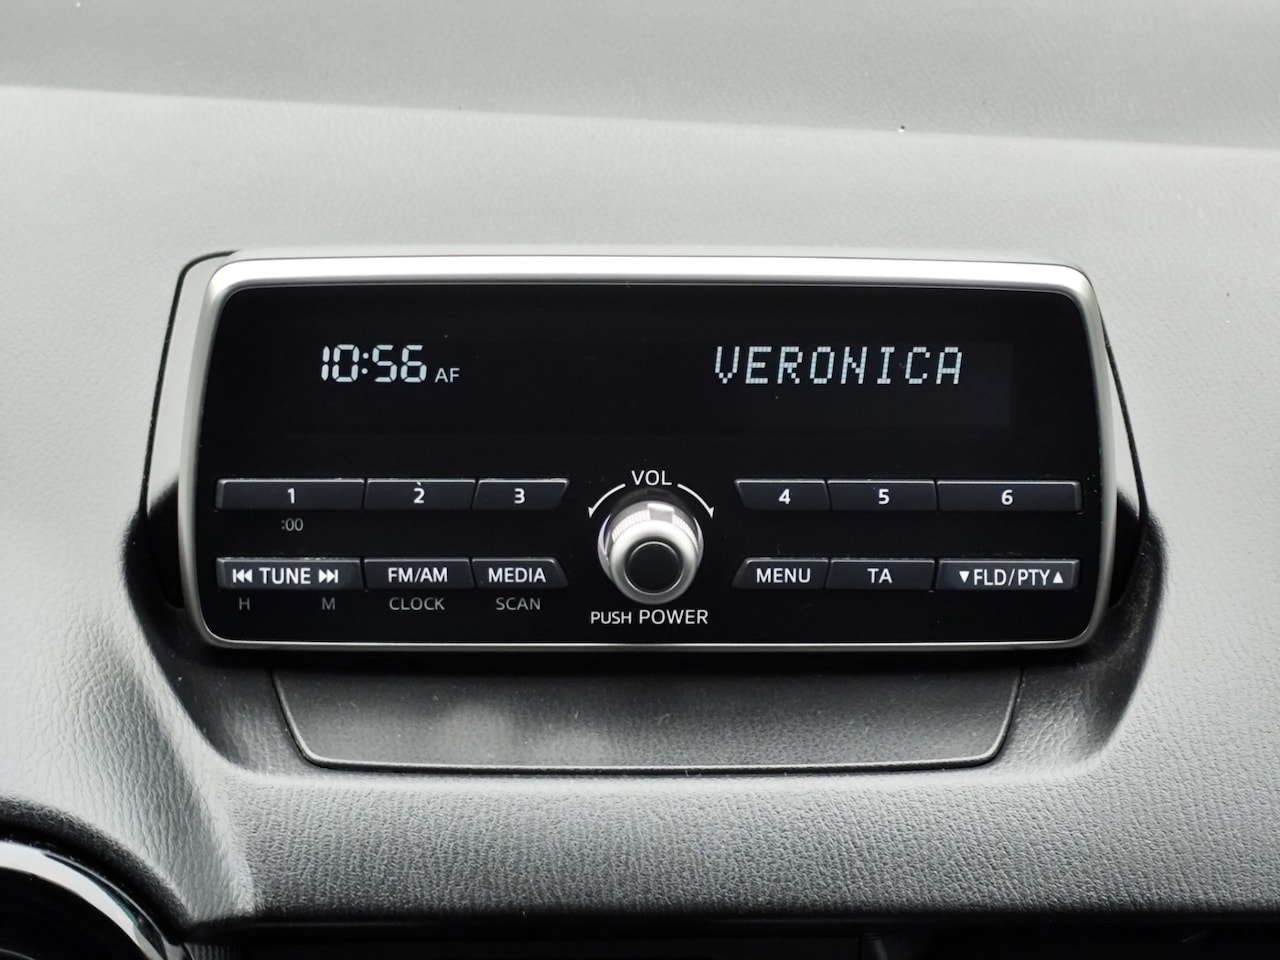 10:56 AF VERONICA
VOL
1 2 3 4 5 6
:00
TUNE FM/AM MEDIA MENU TA ▼FLD/PTY▲
H M CLOCK SCAN
PUSH POWER